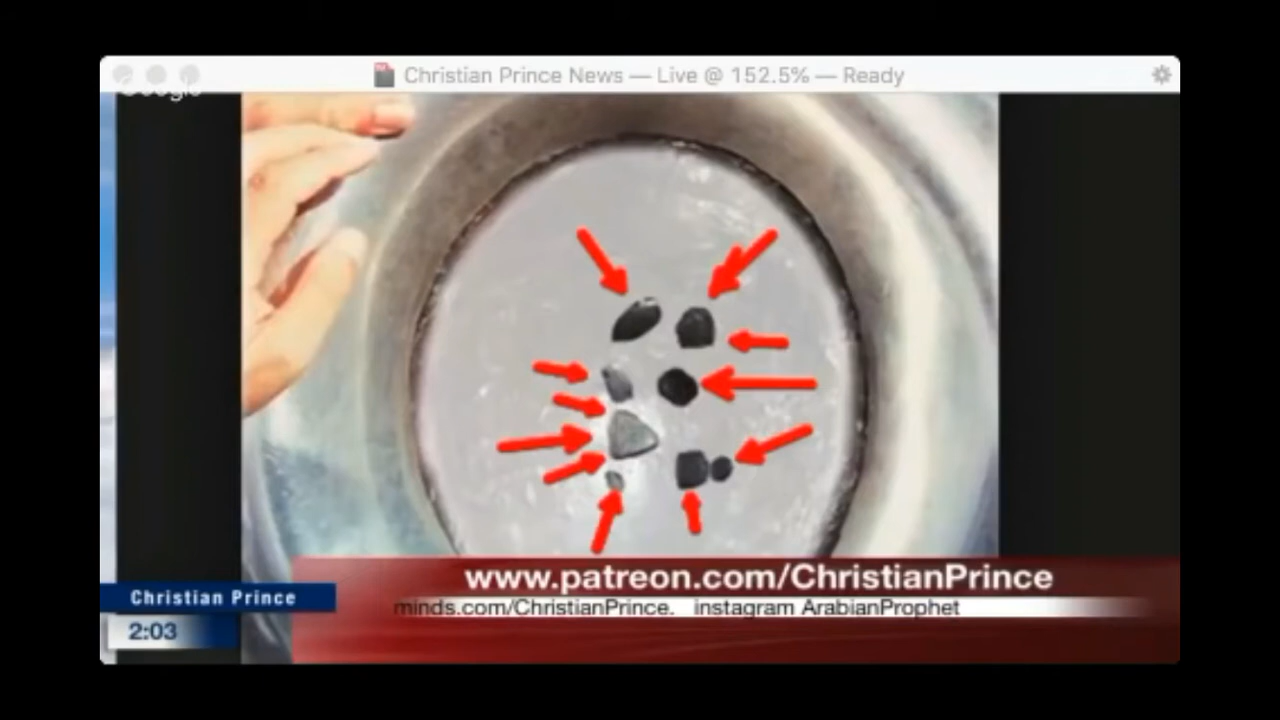 Christian Prince News — Live @ 152.5% — Ready
Google
www.patreon.com/ChristianPrince
Christian Prince
minds.com/ChristianPrince. instagram ArabianProphet
2:03